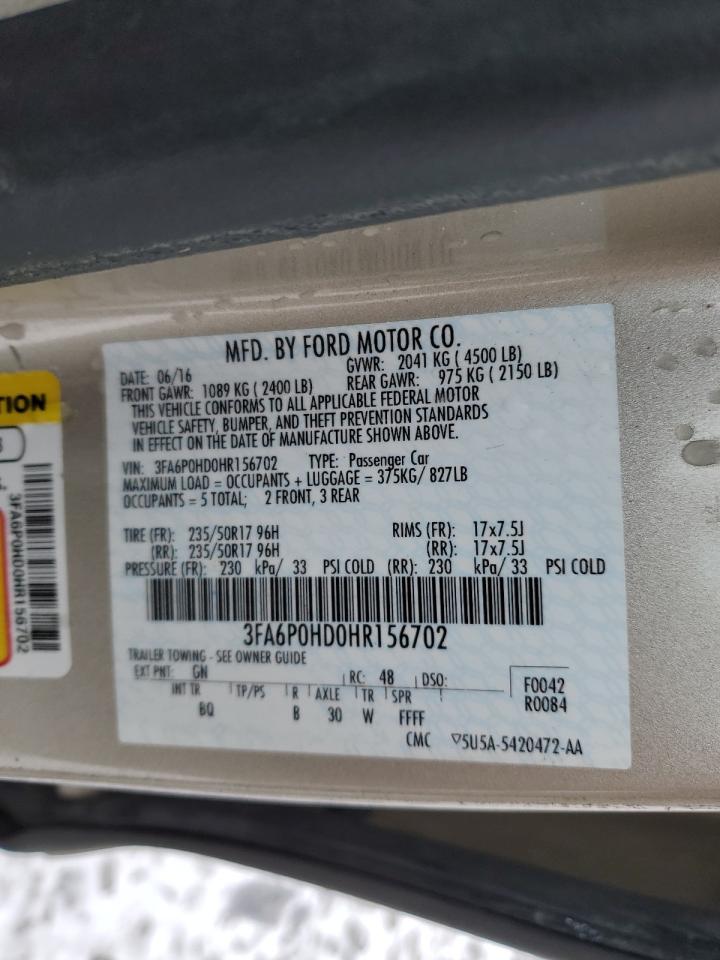 MFD. BY FORD MOTOR CO.
DATE: 06/16 GVWR: 2041 KG ( 4500 LB)
FRONT GAWR: 1089 KG ( 2400 LB) REAR GAWR: 975 KG ( 2150 LB)
THIS VEHICLE CONFORMS TO ALL APPLICABLE FEDERAL MOTOR
VEHICLE SAFETY, BUMPER, AND THEFT PREVENTION STANDARDS
IN EFFECT ON THE DATE OF MANUFACTURE SHOWN ABOVE.
VIN: 3FA6P0HD0HR156702 TYPE: Passenger Car
MAXIMUM LOAD = OCCUPANTS + LUGGAGE = 375KG/ 827LB
OCCUPANTS = 5 TOTAL; 2 FRONT, 3 REAR
TIRE (FR): 235/50R17 96H RIMS (FR): 17x7.5J
(RR): 235/50R17 96H (RR): 17x7.5J
PRESSURE (FR): 230 kPa/ 33 PSI COLD (RR): 230 kPa/ 33 PSI COLD
3FA6P0HD0HR156702
TRAILER TOWING - SEE OWNER GUIDE
EXT PNT: GN RC: 48 DSO: F0042
INT TR TP/PS R AXLE TR SPR R0084
BQ B 30 W FFFF
CMC ▽5U5A-5420472-AA
TION
S.
3FA6P0HD0HR156702